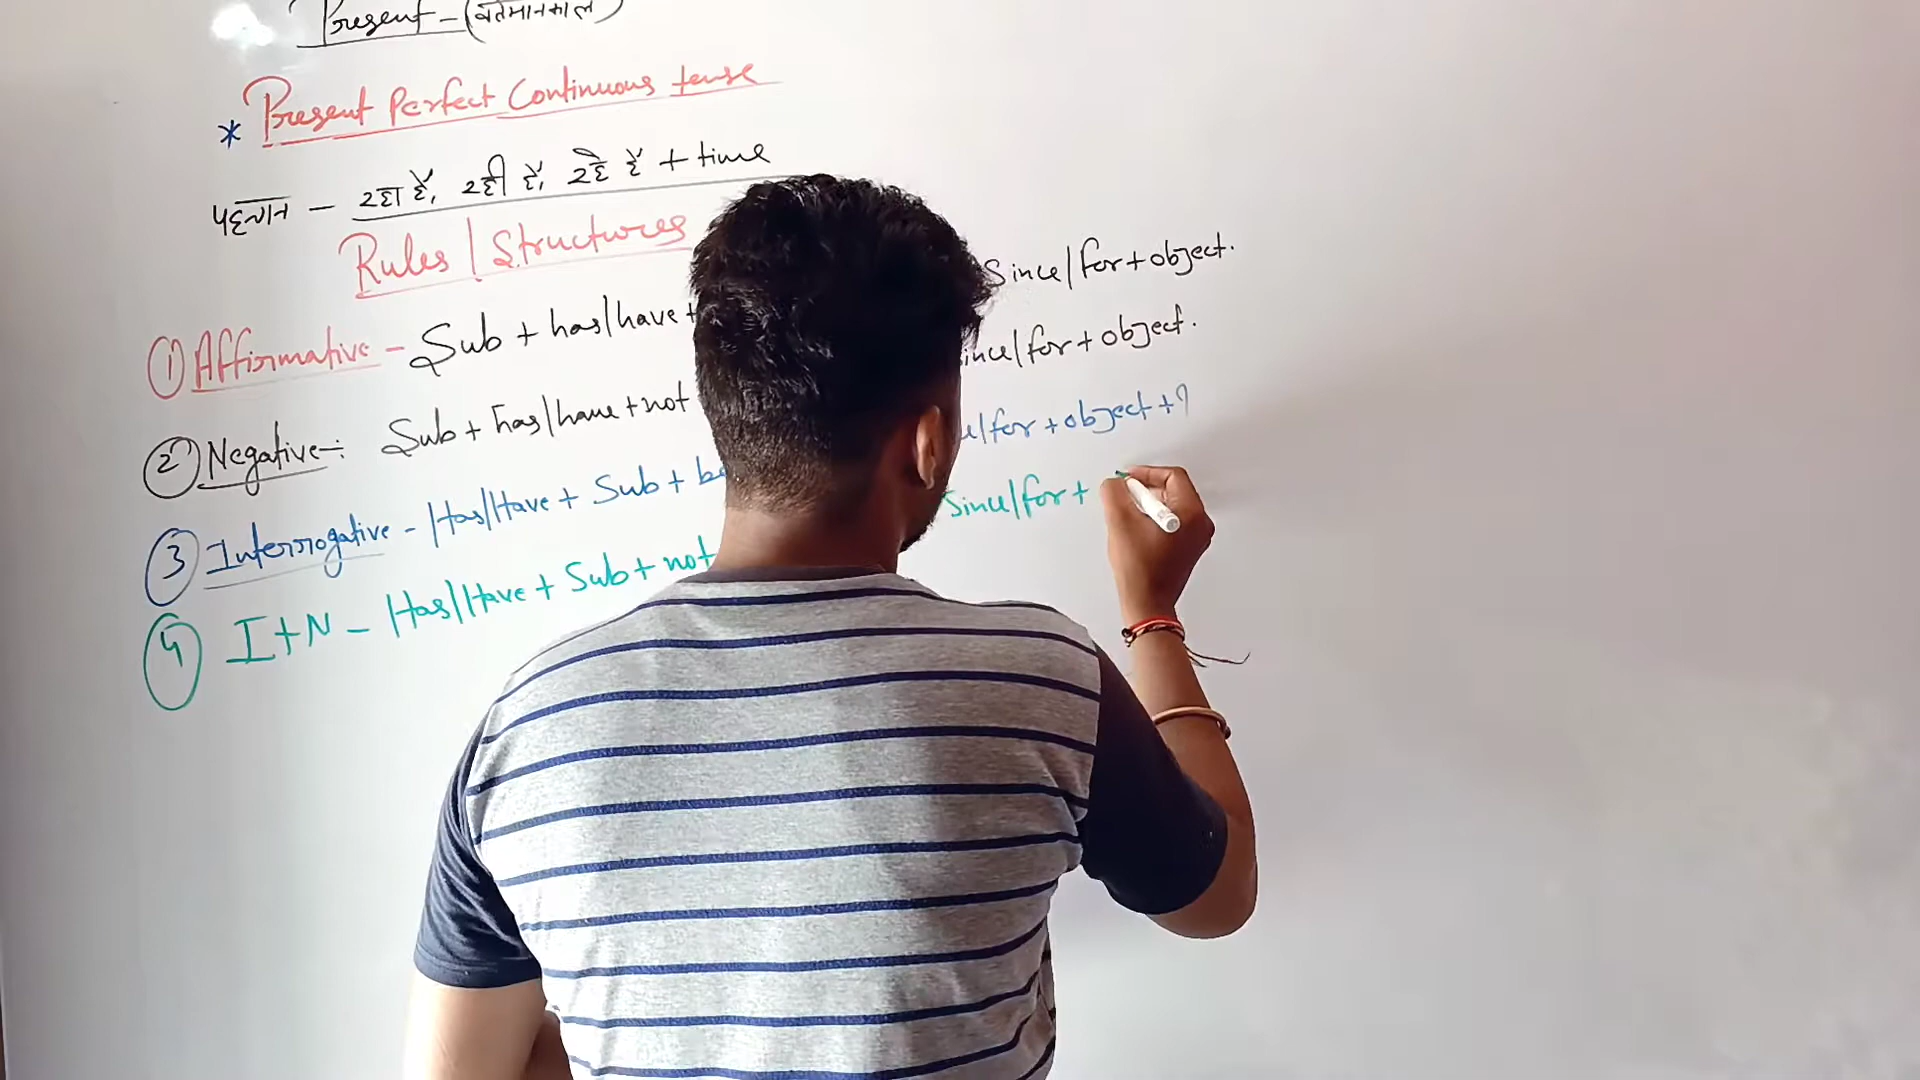 Present - (वर्तमानकाल)
* Present Perfect Continuous tense
पहचान - रहा है, रही है, रहे है + time
Rules | Structures
① Affirmative - Sub + has/have + Since/for + object.
② Negative -: Sub + has/have + not since/for + object.
③ Interrogative - Has/Have + Sub + be /for + object + ?
④ I + N - Has/Have + Sub + not Since/for +